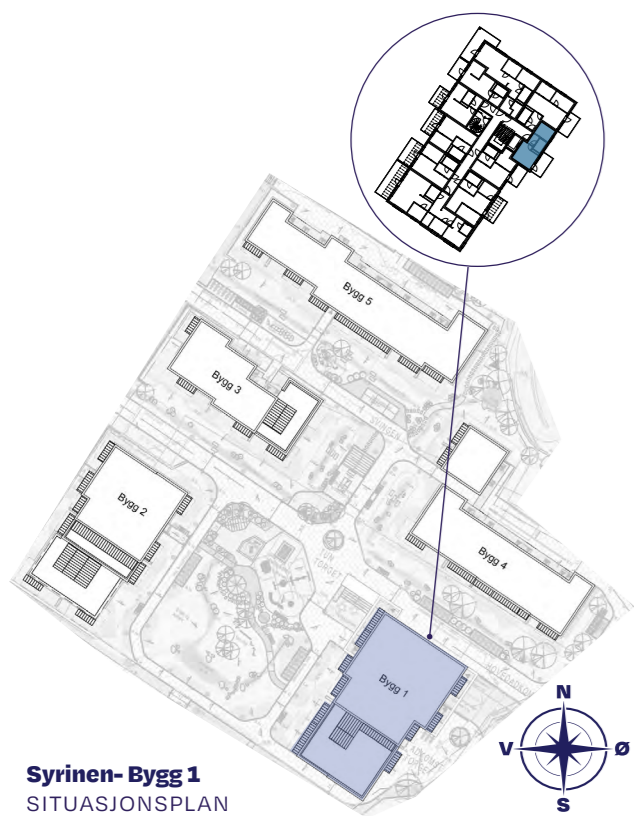 Bygg 5
Bygg 3
Bygg 2
Bygg 4
Bygg 1
N
V
Ø
S
Syrinen- Bygg 1
SITUASJONSPLAN